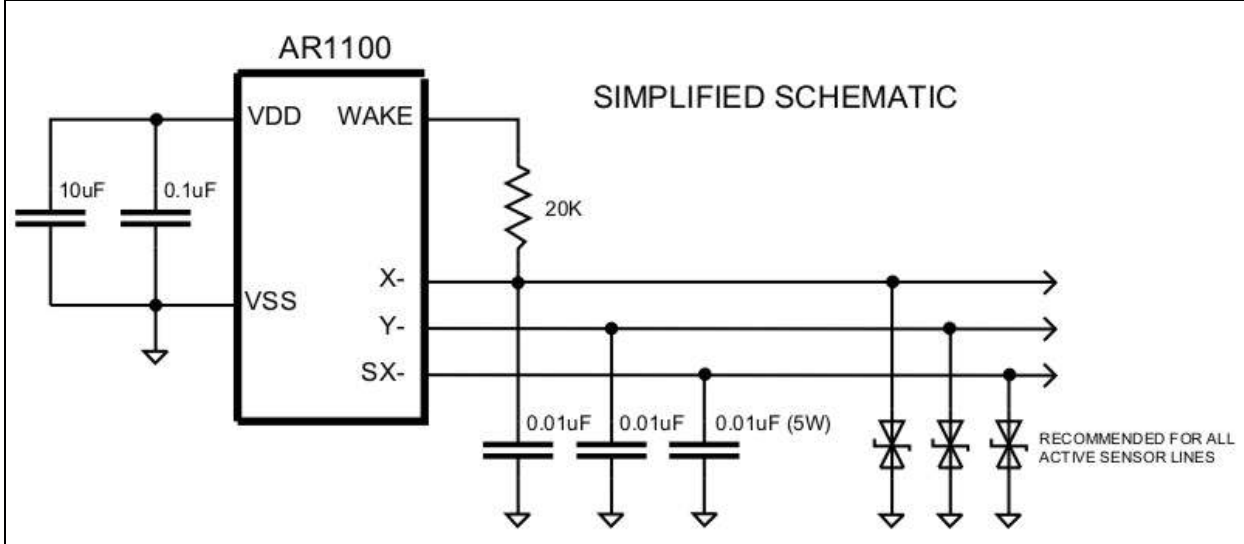 AR1100
SIMPLIFIED SCHEMATIC
VDD WAKE
10uF 0.1uF
20K
X-
VSS
Y-
SX-
0.01uF 0.01uF 0.01uF (5W)
RECOMMENDED FOR ALL
ACTIVE SENSOR LINES